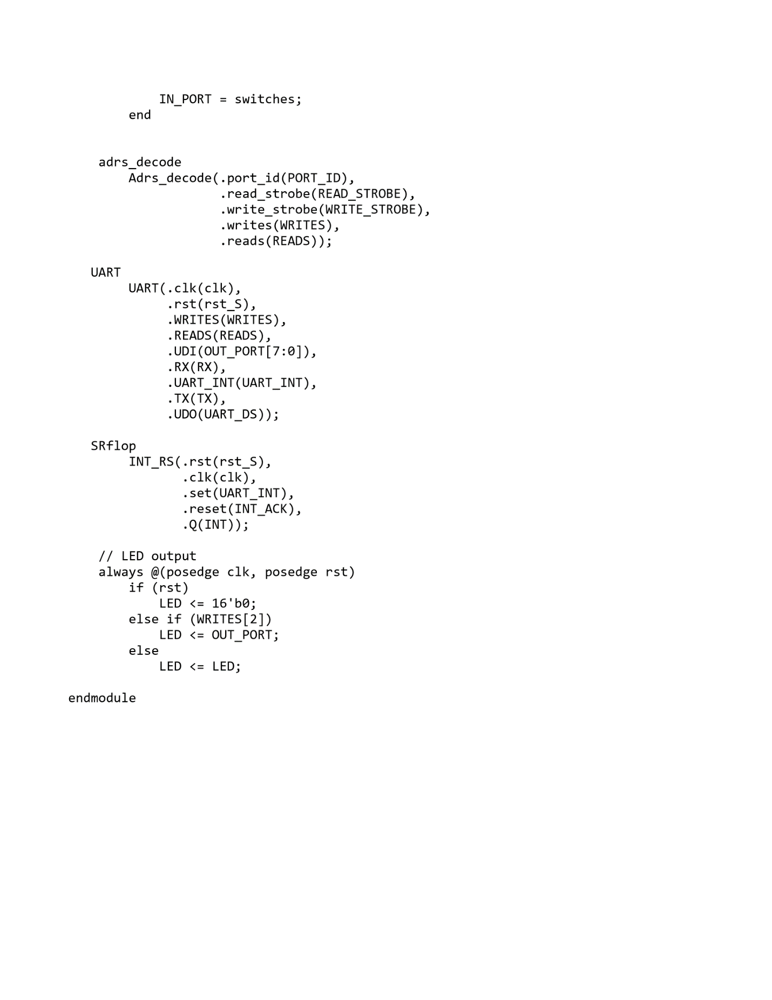 IN_PORT = switches;
end
adrs_decode
Adrs_decode(.port_id(PORT_ID),
.read_strobe(READ_STROBE),
.write_strobe(WRITE_STROBE),
.writes(WRITES),
.reads(READS));
UART
UART(.clk(clk),
.rst(rst_S),
.WRITES(WRITES),
.READS(READS),
.UDI(OUT_PORT[7:0]),
.RX(RX),
.UART_INT(UART_INT),
.TX(TX),
.UDO(UART_DS));
SRflop
INT_RS(.rst(rst_S),
.clk(clk),
.set(UART_INT),
.reset(INT_ACK),
.Q(INT));
// LED output
always @(posedge clk, posedge rst)
if (rst)
LED <= 16'b0;
else if (WRITES[2])
LED <= OUT_PORT;
else
LED <= LED;
endmodule